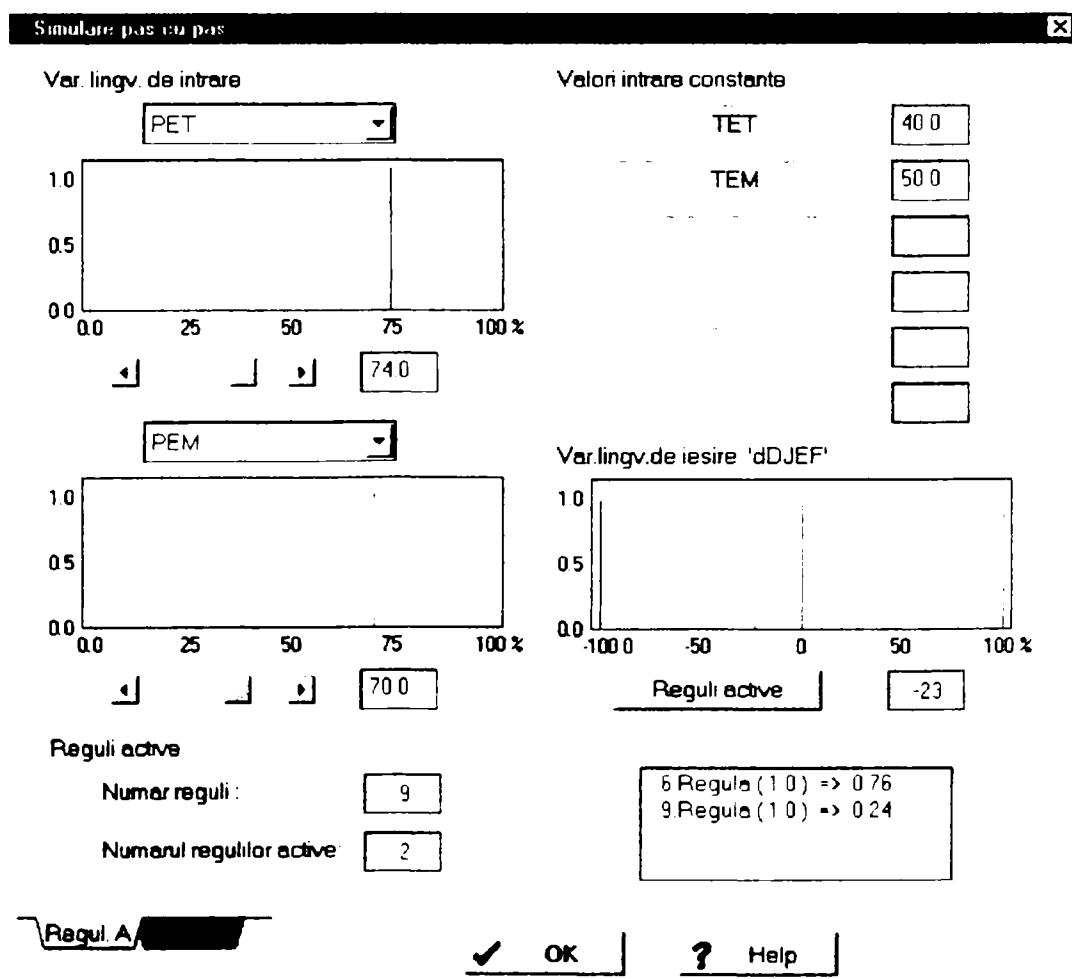 Simulare pas cu pas
Var. lingv. de intrare
PET
1.0
0.5
0.0
0.0 25 50 75 100 %
74.0
PEM
1.0
0.5
0.0
0.0 25 50 75 100 %
70.0
Reguli active
Numar reguli : 9
Numarul regulilor active 2
Valori intrare constante
TET 40 0
TEM 50 0
Var.lingv.de iesire 'dDJEF'
1 0
0.5
0.0
-100 0 -50 0 50 100 %
Reguli active -23
6.Regula ( 1 0 ) => 0 76
9.Regula ( 1 0 ) => 0 24
Regul. A
OK
? Help